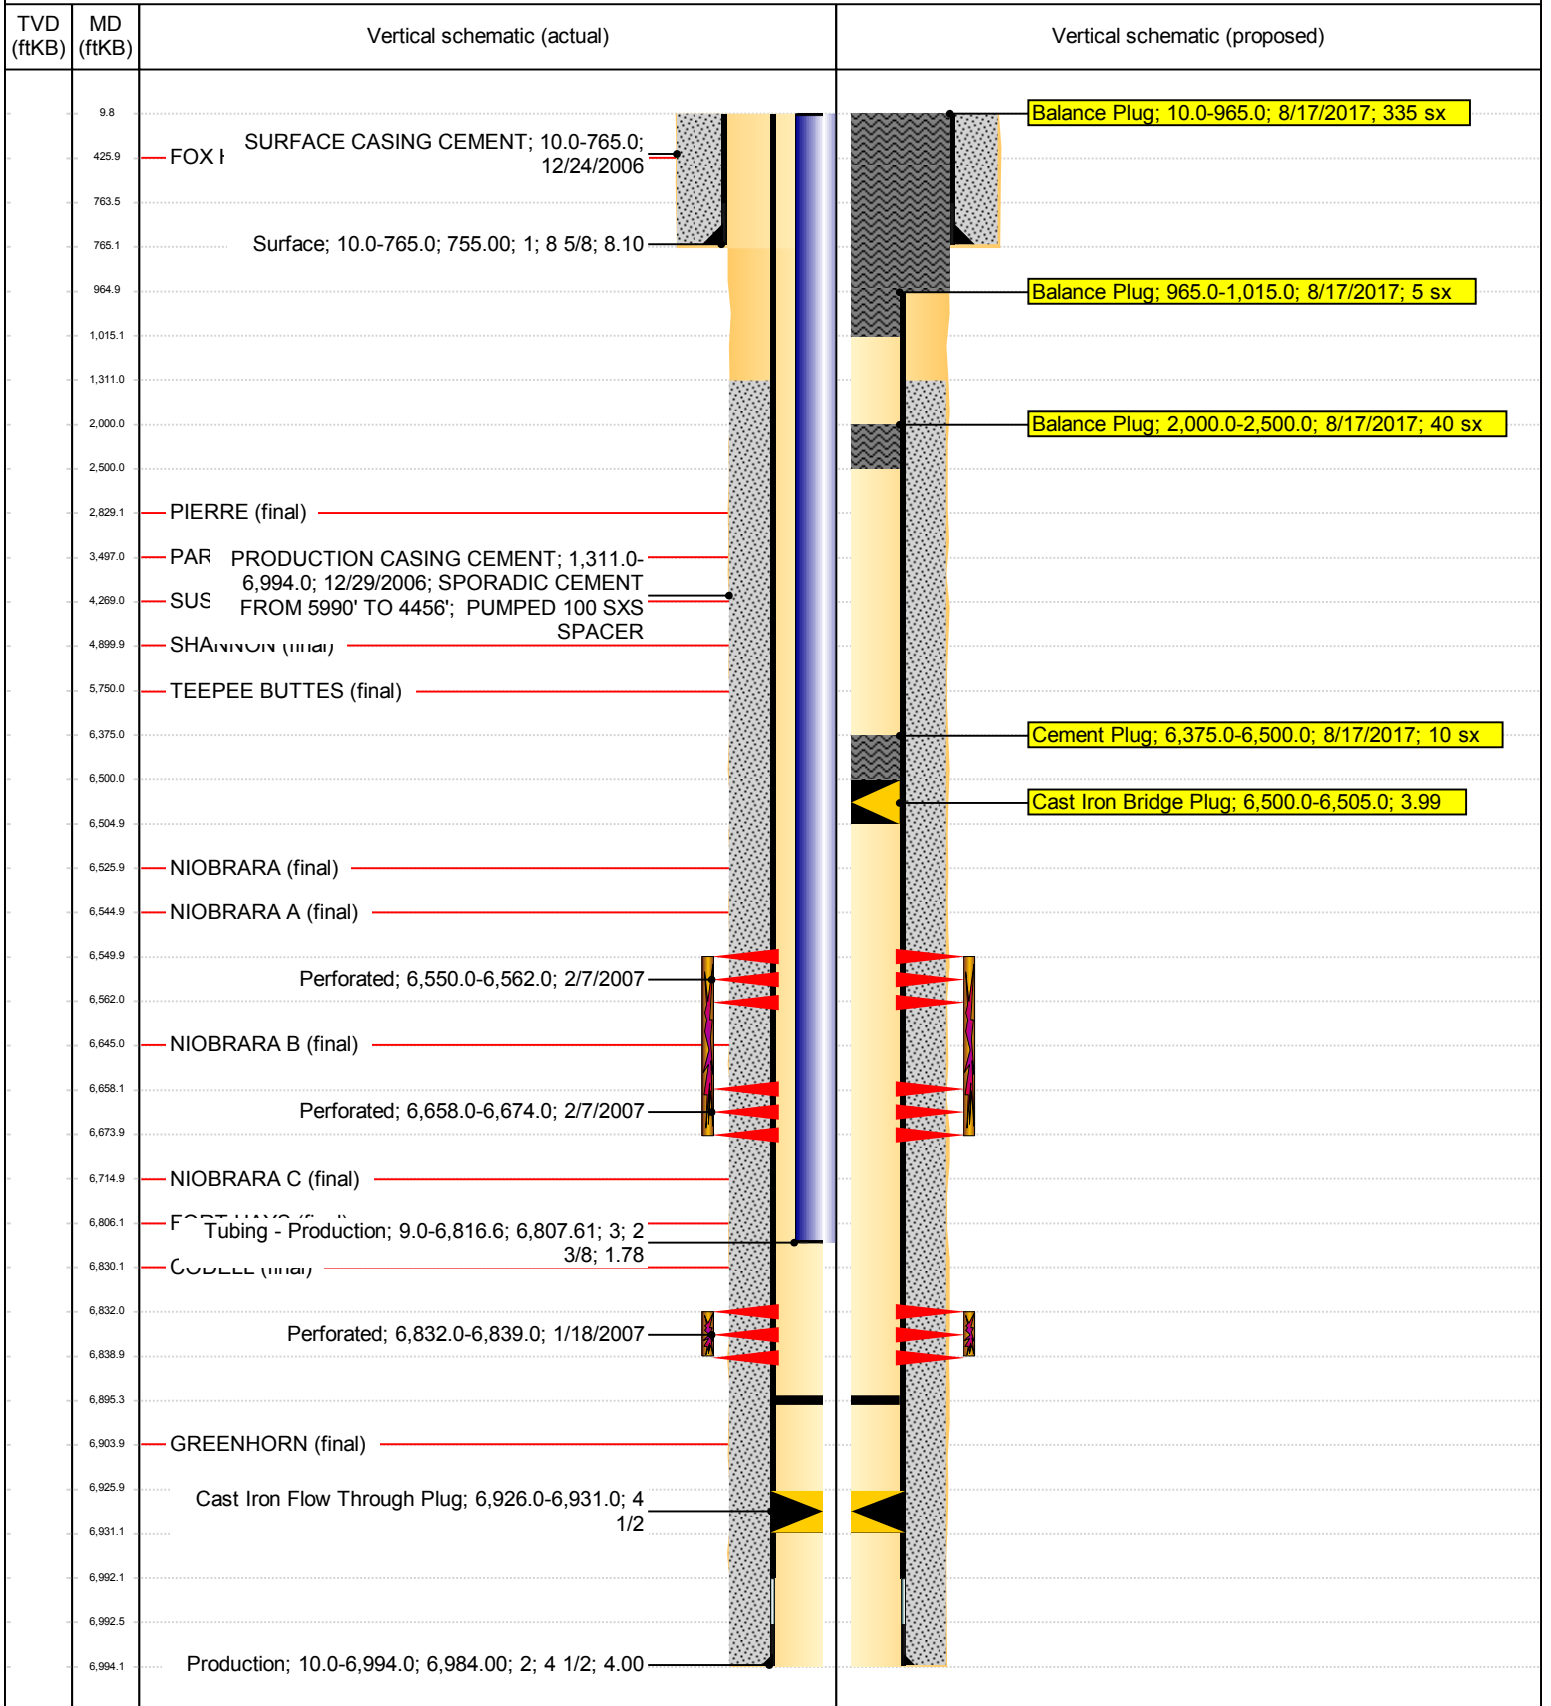 TVD (ftKB)
MD (ftKB)
Vertical schematic (actual)
Vertical schematic (proposed)
9.8
Balance Plug; 10.0-965.0; 8/17/2017; 335 sx
SURFACE CASING CEMENT; 10.0-765.0;
12/24/2006
425.9
FOX
763.5
765.1
Surface; 10.0-765.0; 755.00; 1; 8 5/8; 8.10
964.9
Balance Plug; 965.0-1,015.0; 8/17/2017; 5 sx
1,015.1
1,311.0
2,000.0
Balance Plug; 2,000.0-2,500.0; 8/17/2017; 40 sx
2,500.0
2,829.1
PIERRE (final)
3,497.0
PAR
PRODUCTION CASING CEMENT; 1,311.0-
6,994.0; 12/29/2006; SPORADIC CEMENT
FROM 5990' TO 4456'; PUMPED 100 SXS
SPACER
4,269.0
SUS
4,899.9
SHANNON (final)
5,750.0
TEEPEE BUTTES (final)
6,375.0
Cement Plug; 6,375.0-6,500.0; 8/17/2017; 10 sx
6,500.0
Cast Iron Bridge Plug; 6,500.0-6,505.0; 3.99
6,504.9
6,525.9
NIOBRARA (final)
6,544.9
NIOBRARA A (final)
6,549.9
Perforated; 6,550.0-6,562.0; 2/7/2007
6,562.0
6,645.0
NIOBRARA B (final)
6,658.1
Perforated; 6,658.0-6,674.0; 2/7/2007
6,673.9
6,714.9
NIOBRARA C (final)
6,806.1
FORT HAYS (final)
Tubing - Production; 9.0-6,816.6; 6,807.61; 3; 2
3/8; 1.78
6,830.1
CODELL (final)
6,832.0
Perforated; 6,832.0-6,839.0; 1/18/2007
6,838.9
6,895.3
6,903.9
GREENHORN (final)
6,925.9
Cast Iron Flow Through Plug; 6,926.0-6,931.0; 4
1/2
6,931.1
6,992.1
6,992.5
6,994.1
Production; 10.0-6,994.0; 6,984.00; 2; 4 1/2; 4.00